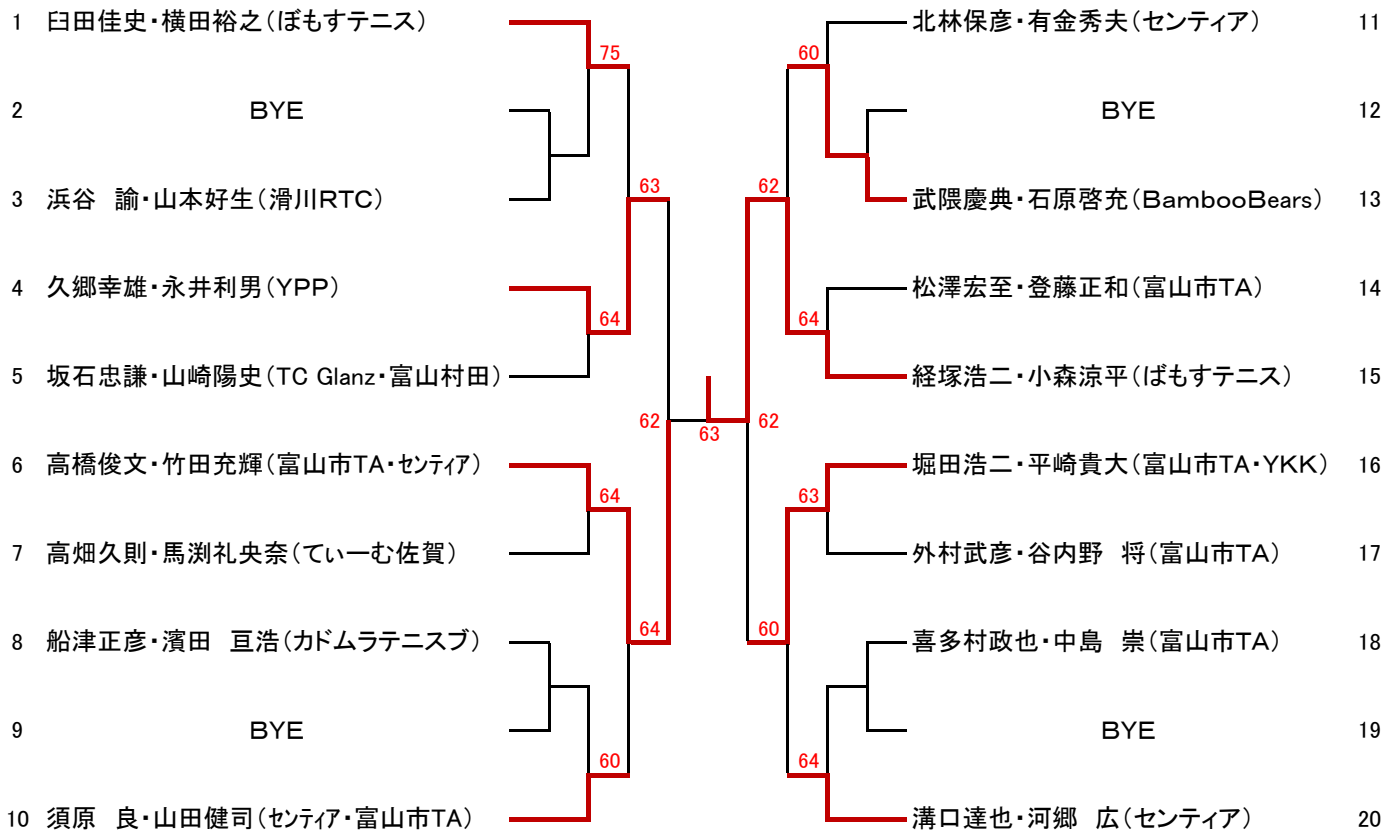 1 臼田佳史・横田裕之(ぼもすテニス)
75
2 BYE
3 浜谷 諭・山本好生(滑川RTC)
63
4 久郷幸雄・永井利男(YPP)
64
5 坂石忠謙・山崎陽史(TC Glanz・富山村田)
62
6 高橋俊文・竹田充輝(富山市TA・センティア)
64
7 高畑久則・馬渕礼央奈(てぃーむ佐賀)
64
8 船津正彦・濱田 亘浩(カドムラテニスブ)
9 BYE
60
10 須原 良・山田健司(センティア・富山市TA)
63
北林保彦・有金秀夫(センティア) 11
60
BYE 12
62
武隈慶典・石原啓充(BambooBears) 13
松澤宏至・登藤正和(富山市TA) 14
64
経塚浩二・小森涼平(ばもすテニス) 15
62
堀田浩二・平崎貴大(富山市TA・YKK) 16
63
外村武彦・谷内野 将(富山市TA) 17
60
喜多村政也・中島 崇(富山市TA) 18
BYE 19
64
溝口達也・河郷 広(センティア) 20